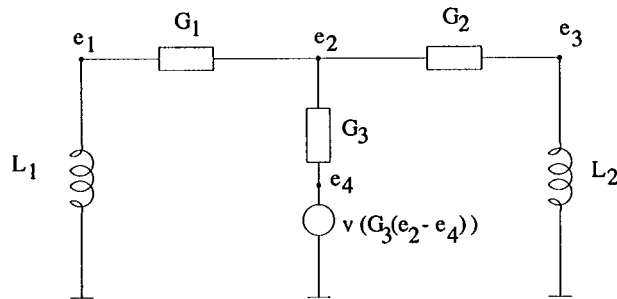 G₁
G₂
e₁
e₂
e₃
G₃
L₁
L₂
e₄
v (G₃(e₂ - e₄))